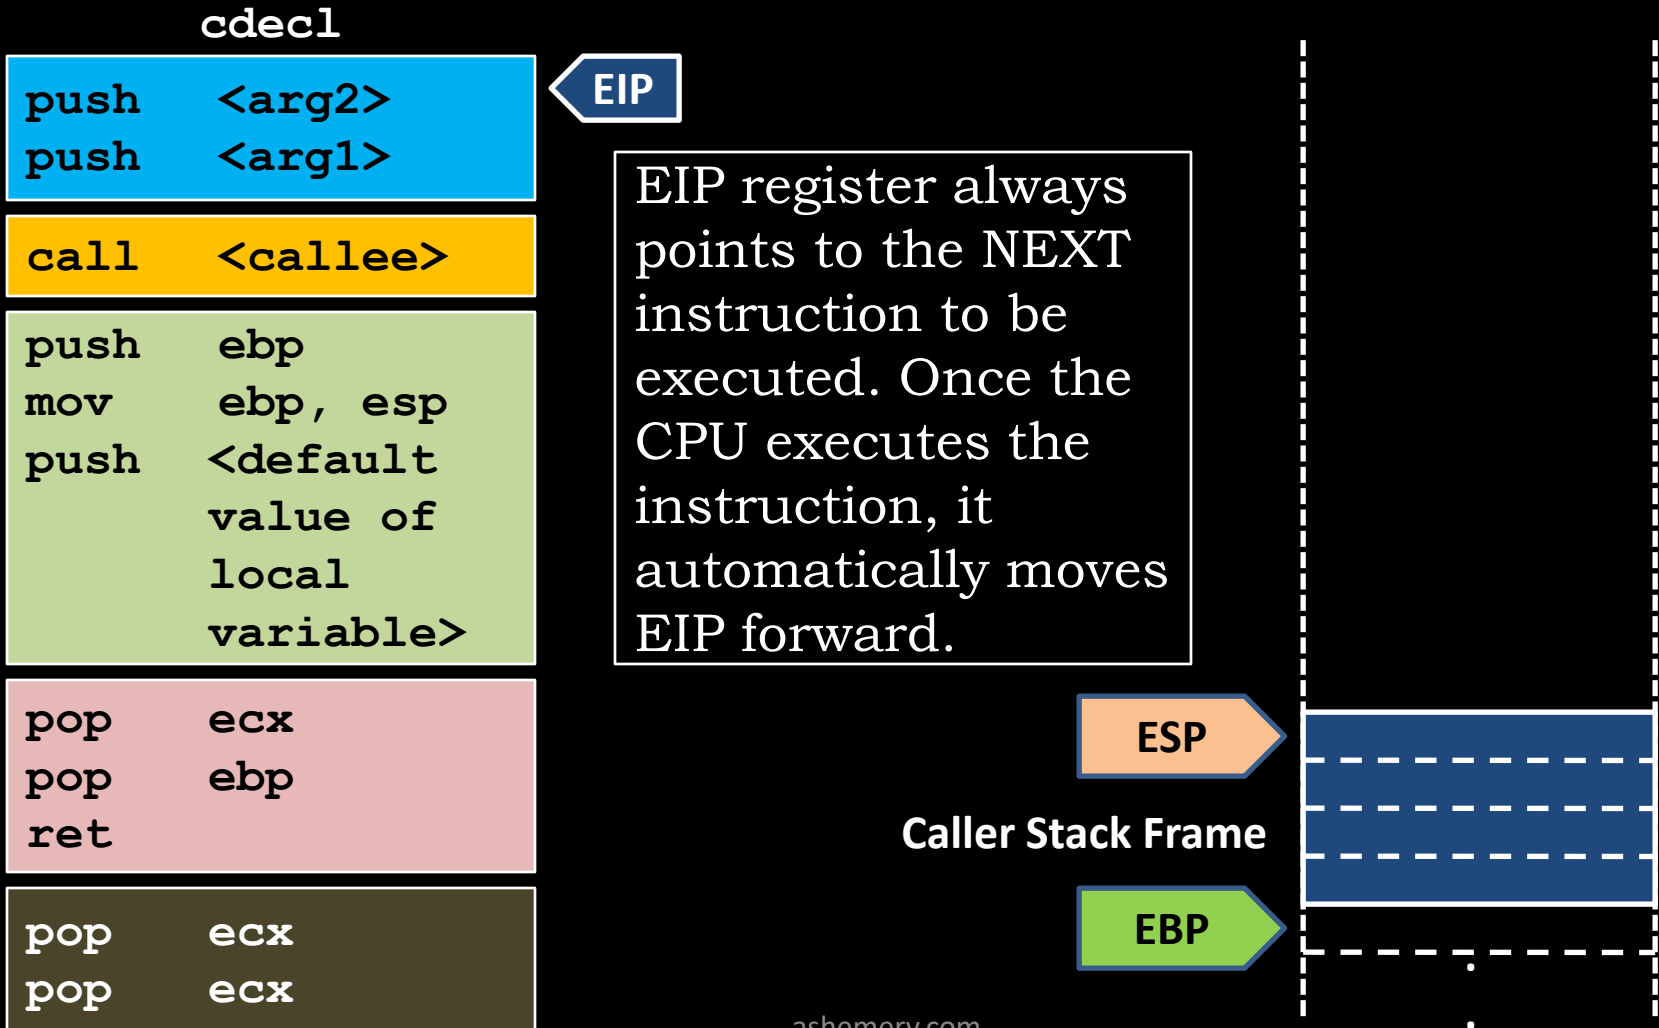 cdecl
push <arg2>
push <arg1>
call <callee>
push ebp
mov ebp, esp
push <default
value of
local
variable>
pop ecx
pop ebp
ret
pop ecx
pop ecx
EIP
EIP register always
points to the NEXT
instruction to be
executed. Once the
CPU executes the
instruction, it
automatically moves
EIP forward.
ESP
Caller Stack Frame
EBP
ashemery.com